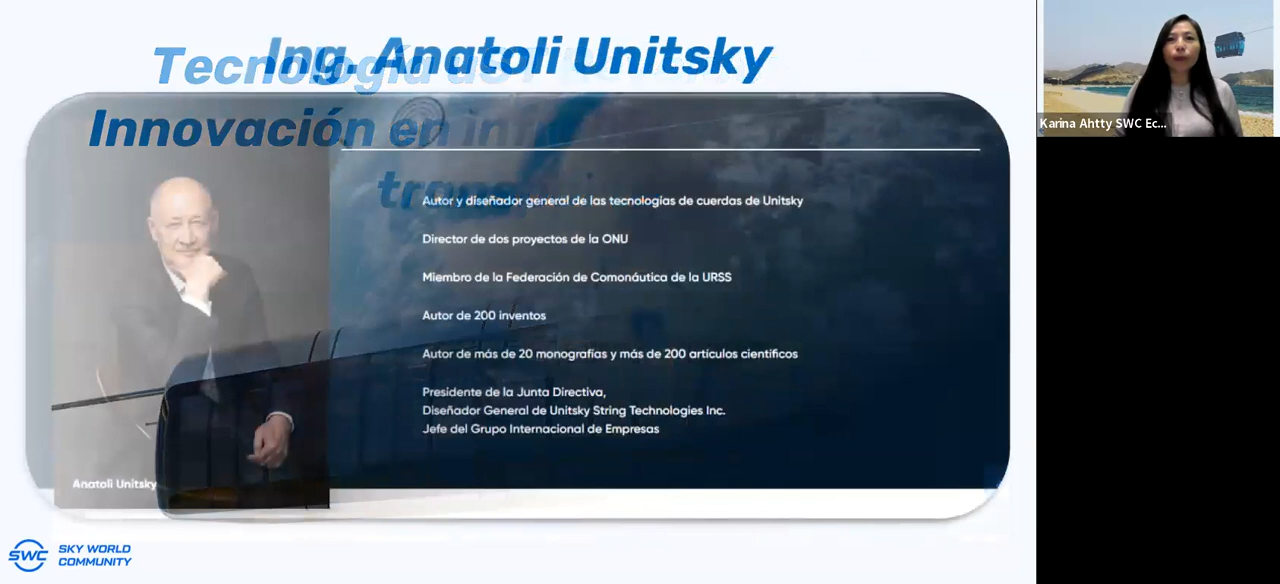 Ing. Anatoli Unitsky
Tecnología
Innovación en
Autor y diseñador general de las tecnologías de cuerdas de Unitsky
Director de dos proyectos de la ONU
Miembro de la Federación de Comonáutica de la URSS
Autor de 200 inventos
Autor de más de 20 monografías y más de 200 artículos científicos
Presidente de la Junta Directiva,
Diseñador General de Unitsky String Technologies Inc.
Jefe del Grupo Internacional de Empresas
Anatoli Unitsky
SWC SKY WORLD
COMMUNITY
Karina Ahtty SWC Ec...